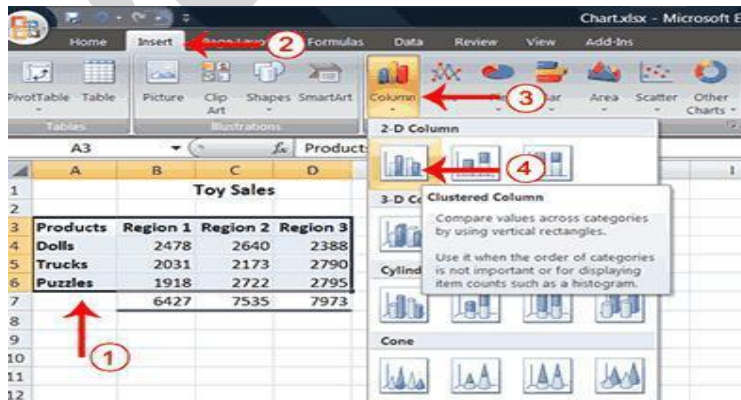 Chart.xlsx - Microsoft E
Home Insert Formulas Data Review View Add-Ins
2
PivotTable Table Picture Clip Art Shapes SmartArt Column Area Scatter Other Charts
3
Tables Illustrations
2-D Column
A3 fx Product
4
A B C D I
Clustered Column
Compare values across categories
by using vertical rectangles.
Use it when the order of categories
is not important or for displaying
item counts such as a histogram.
3-D C
Cylind
Cone
1 Toy Sales
2
3 Products Region 1 Region 2 Region 3
4 Dolls 2478 2640 2388
5 Trucks 2031 2173 2790
6 Puzzles 1918 2722 2795
7 6427 7535 7973
8
9
10
1
11
12